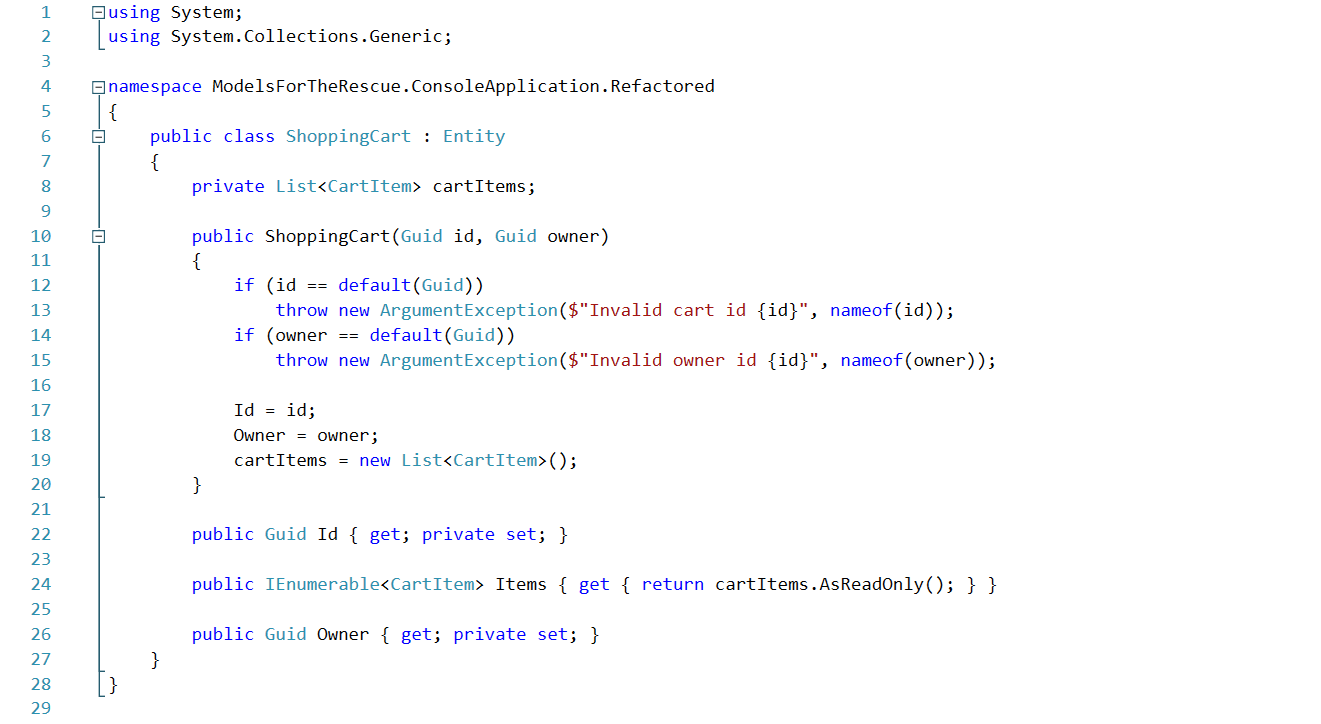 1 using System;
2 using System.Collections.Generic;
3
4 namespace ModelsForTheRescue.ConsoleApplication.Refactored
5 {
6     public class ShoppingCart : Entity
7     {
8         private List<CartItem> cartItems;
9
10         public ShoppingCart(Guid id, Guid owner)
11         {
12             if (id == default(Guid))
13                 throw new ArgumentException($"Invalid cart id {id}", nameof(id));
14             if (owner == default(Guid))
15                 throw new ArgumentException($"Invalid owner id {id}", nameof(owner));
16
17             Id = id;
18             Owner = owner;
19             cartItems = new List<CartItem>();
20         }
21
22         public Guid Id { get; private set; }
23
24         public IEnumerable<CartItem> Items { get { return cartItems.AsReadOnly(); } }
25
26         public Guid Owner { get; private set; }
27     }
28 }
29